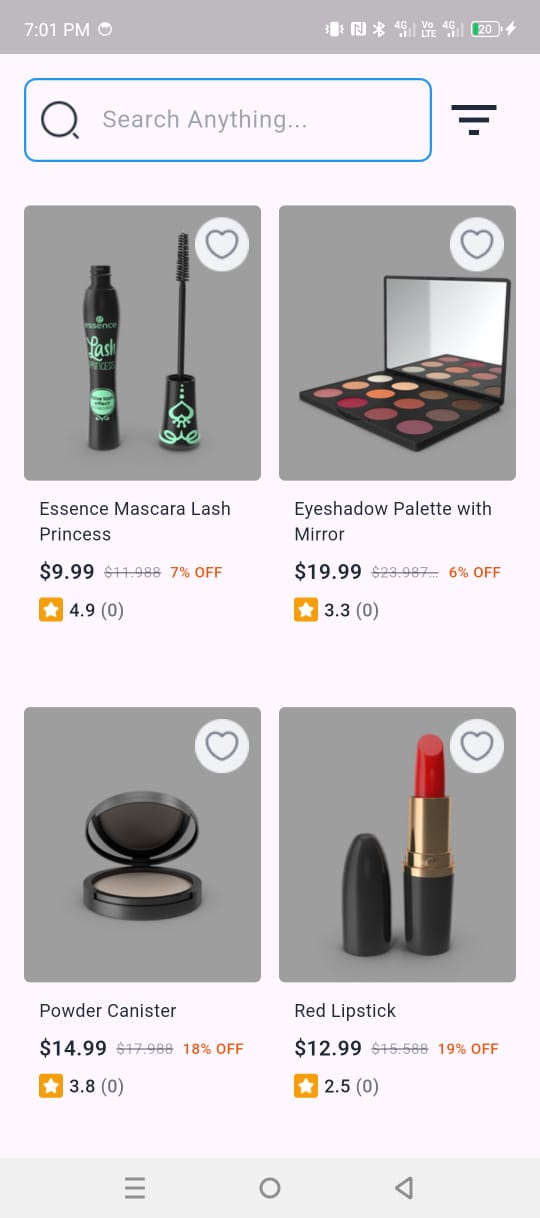 7:01 PM
4G
Vo
LTE
4G
20
Search Anything...
essence
Lash
PRINCESS
false lash
effect
Essence Mascara Lash
Princess
$9.99 $11.988 7% OFF
4.9 (0)
Eyeshadow Palette with
Mirror
$19.99 $23.987... 6% OFF
3.3 (0)
Powder Canister
$14.99 $17.988 18% OFF
3.8 (0)
Red Lipstick
$12.99 $15.588 19% OFF
2.5 (0)